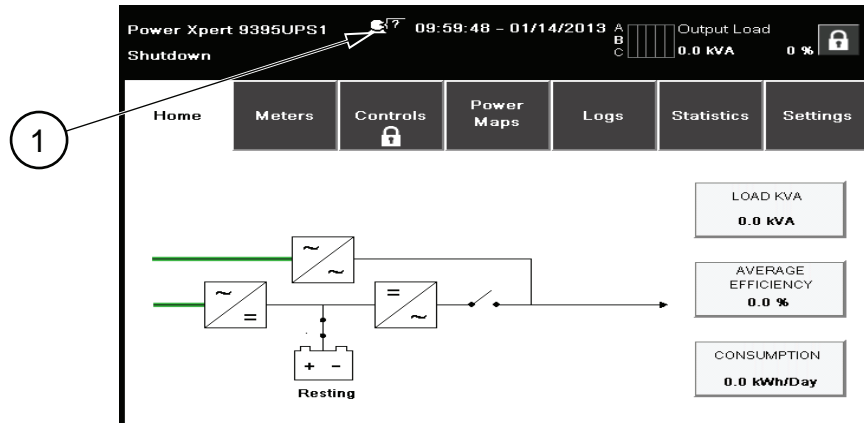 Power Xpert 9395UPS1
?
09:59:48 - 01/14/2013
A
B
C
Output Load
Shutdown
0.0 kVA
0 %
1
Home
Meters
Controls
Power
Maps
Logs
Statistics
Settings
LOAD KVA
0.0 kVA
~
~
AVERAGE
EFFICIENCY
0.0 %
~
=
=
~
+ -
Resting
CONSUMPTION
0.0 kWh/Day